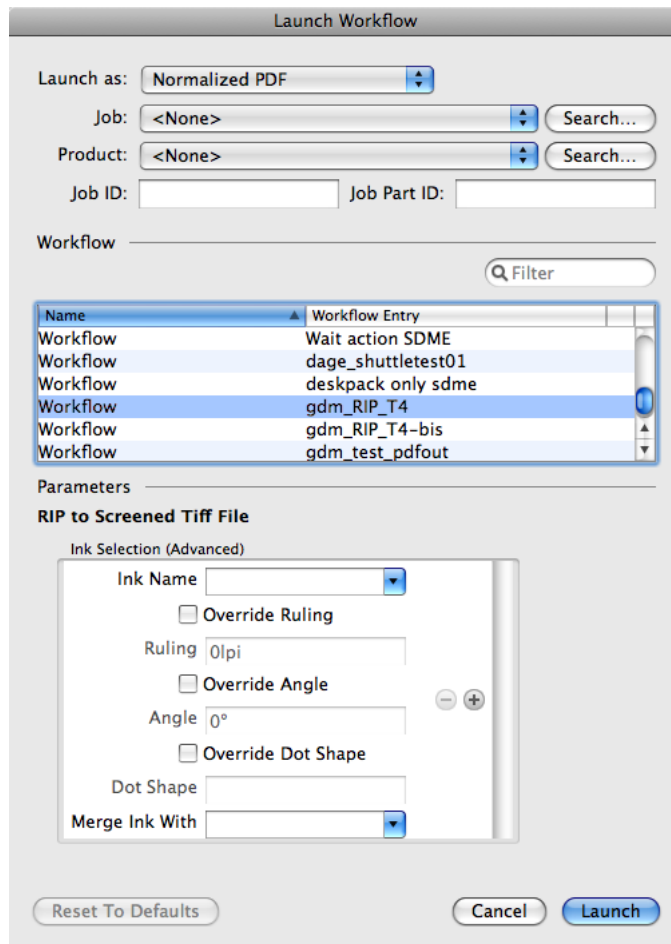 Launch Workflow
Launch as: Normalized PDF
Job: <None> Search...
Product: <None> Search...
Job ID: Job Part ID:
Workflow
Filter
Name Workflow Entry
Workflow Wait action SDME
Workflow dage_shuttletest01
Workflow deskpack only sdme
Workflow gdm_RIP_T4
Workflow gdm_RIP_T4-bis
Workflow gdm_test_pdfout
Parameters
RIP to Screened Tiff File
Ink Selection (Advanced)
Ink Name
Override Ruling
Ruling 0lpi
Override Angle
Angle 0°
Override Dot Shape
Dot Shape
Merge Ink With
Reset To Defaults Cancel Launch